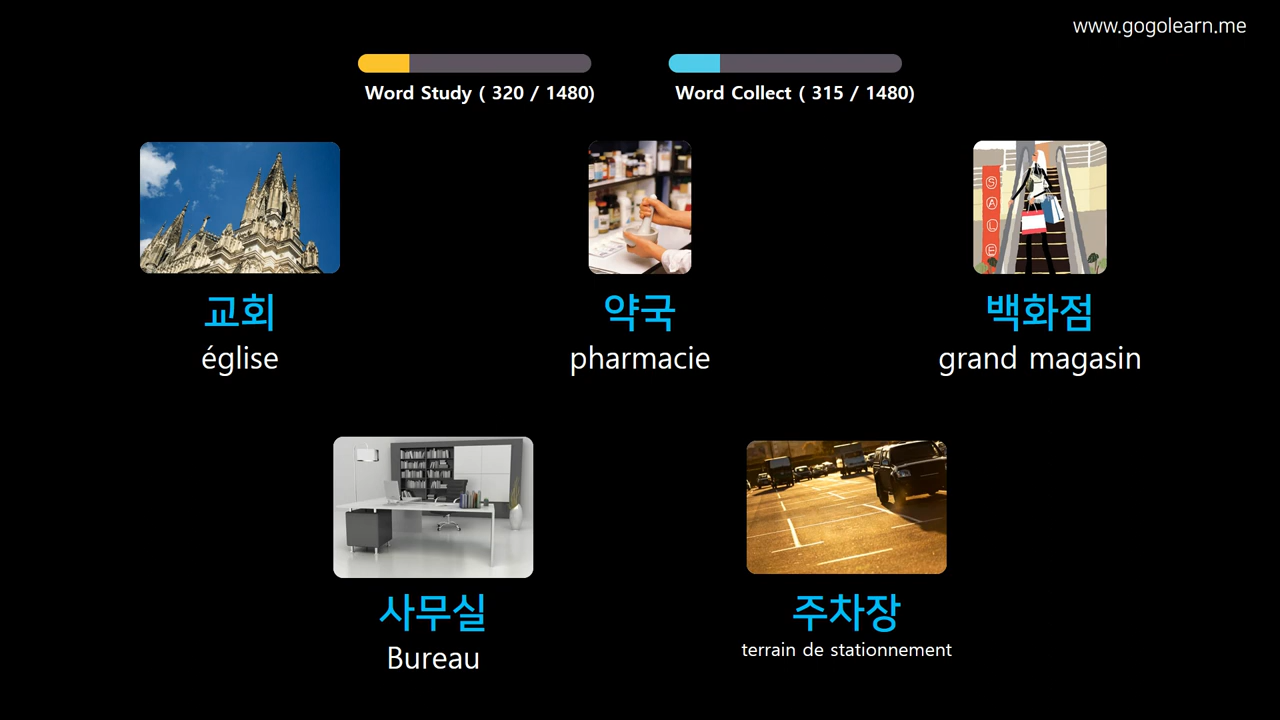 www.gogolearn.me
Word Study ( 320 / 1480)
Word Collect ( 315 / 1480)
SALE
교회
église
약국
pharmacie
백화점
grand magasin
사무실
Bureau
주차장
terrain de stationnement